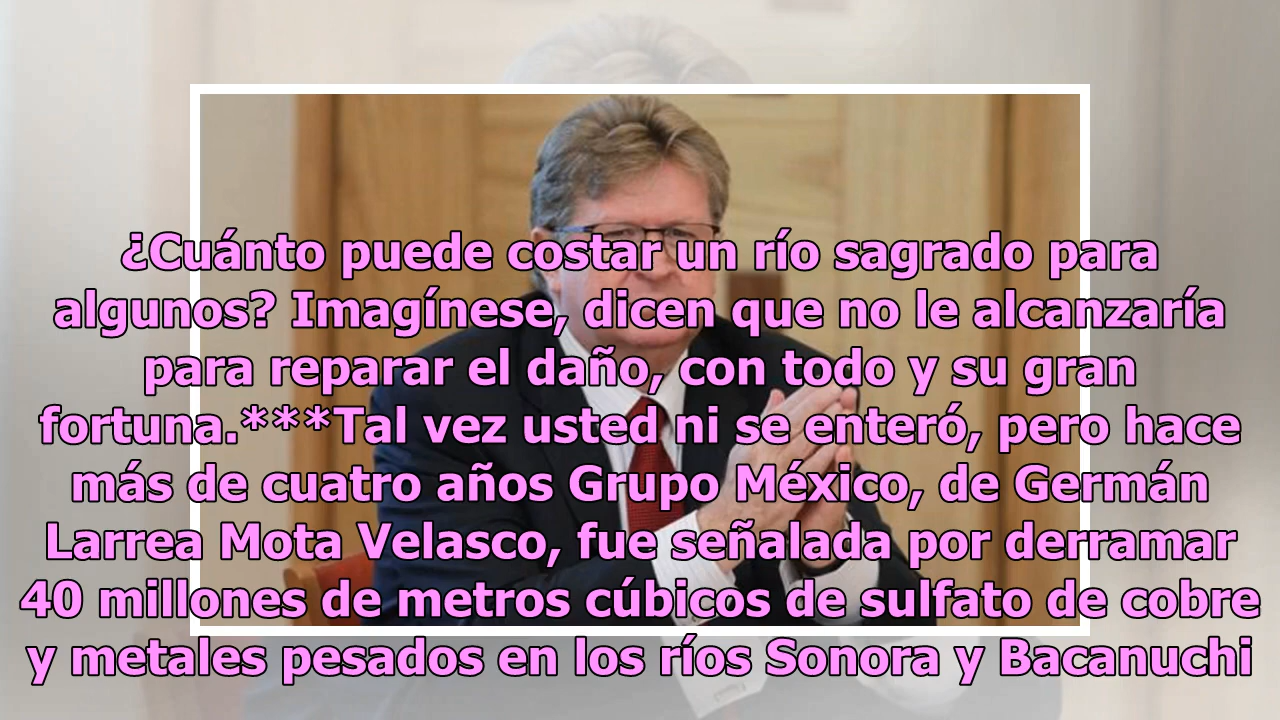 ¿Cuánto puede costar un río sagrado para
algunos? Imagínese, dicen que no le alcanzaría
para reparar el daño, con todo y su gran
fortuna.***Tal vez usted ni se enteró, pero hace
más de cuatro años Grupo México, de Germán
Larrea Mota Velasco, fue señalada por derramar
40 millones de metros cúbicos de sulfato de cobre
y metales pesados en los ríos Sonora y Bacanuchi